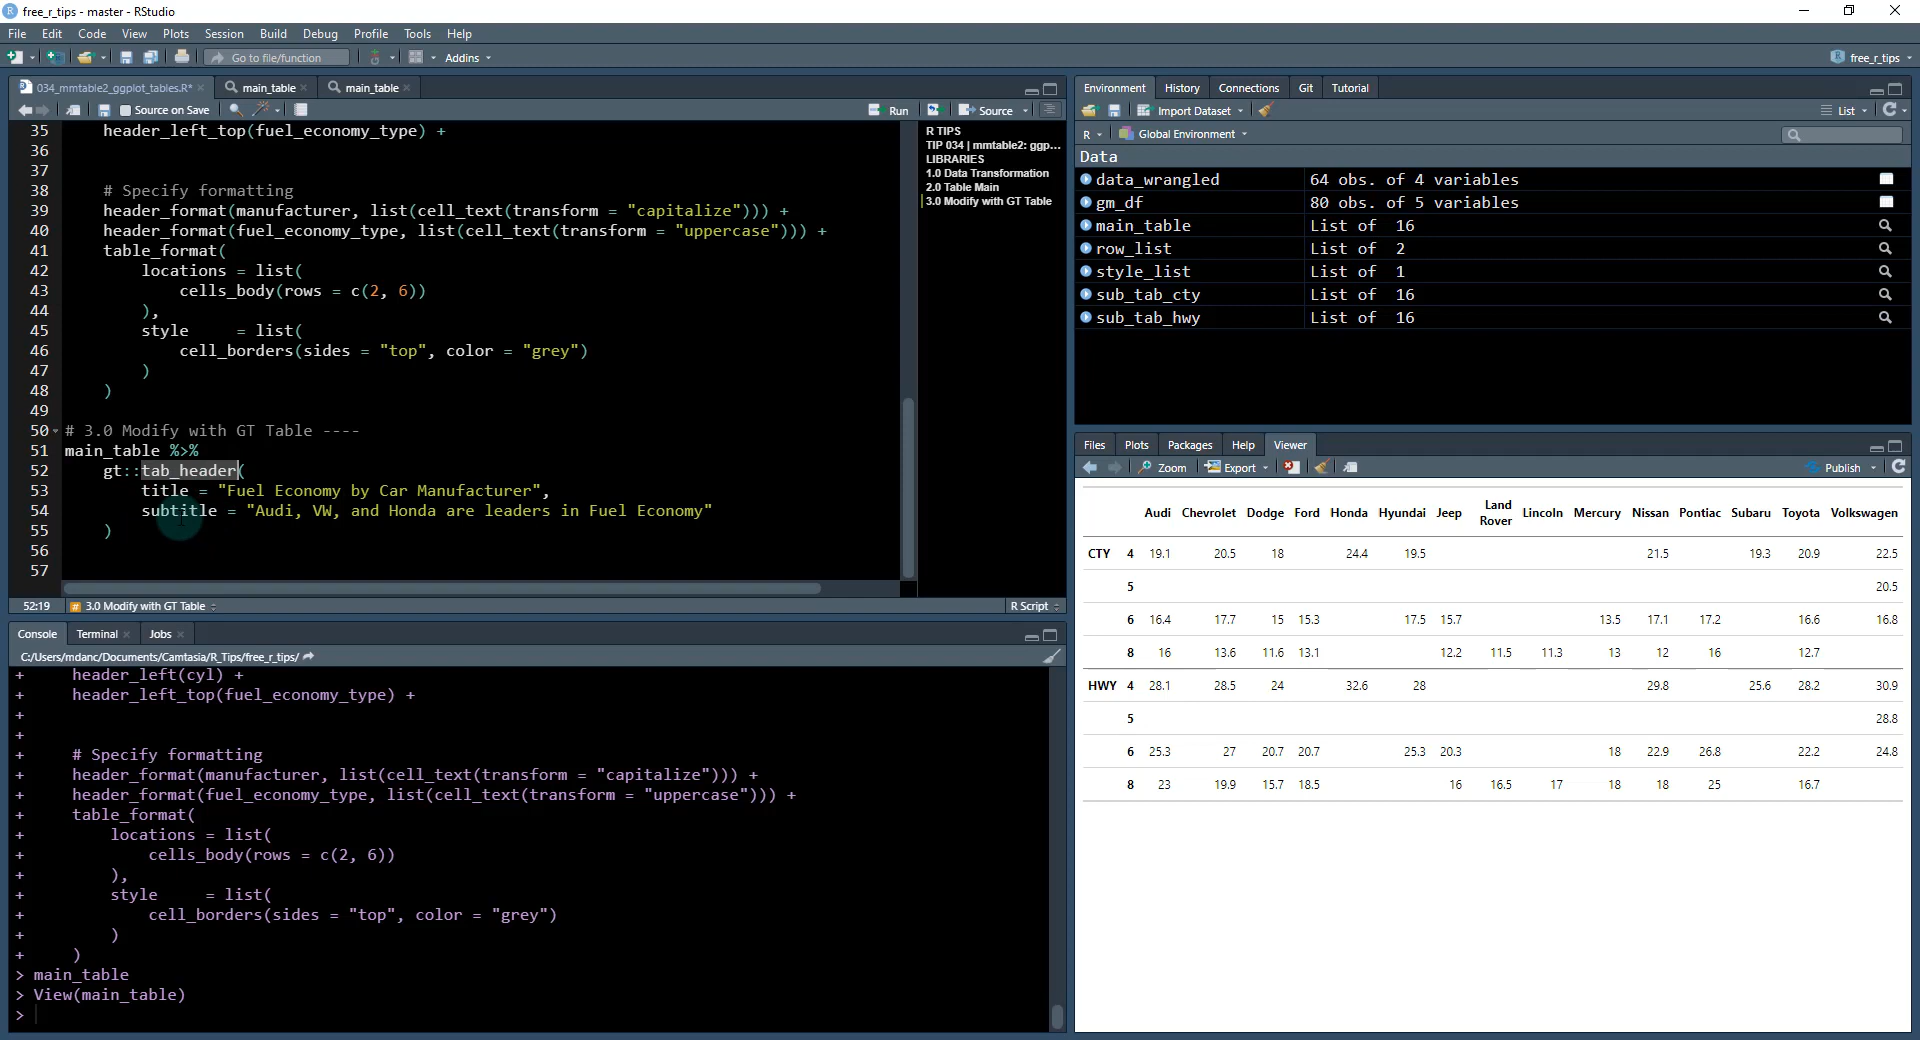 free_r_tips - master - RStudio
File Edit Code View Plots Session Build Debug Profile Tools Help
Go to file/function Addins free_r_tips
034_mmtable2_ggplot_tables.R* main_table main_table
Source on Save Run Source
35 header_left_top(fuel_economy_type) +
36
37
38 # Specify formatting
39 header_format(manufacturer, list(cell_text(transform = "capitalize"))) +
40 header_format(fuel_economy_type, list(cell_text(transform = "uppercase"))) +
41 table_format(
42 locations = list(
43 cells_body(rows = c(2, 6))
44 ),
45 style = list(
46 cell_borders(sides = "top", color = "grey")
47 )
48 )
49
50 # 3.0 Modify with GT Table ----
51 main_table %>%
52 gt::tab_header(
53 title = "Fuel Economy by Car Manufacturer",
54 subtitle = "Audi, VW, and Honda are leaders in Fuel Economy"
55 )
56
57
52:19 # 3.0 Modify with GT Table R Script
R TIPS
TIP 034 | mmtable2: ggp...
LIBRARIES
1.0 Data Transformation
2.0 Table Main
3.0 Modify with GT Table
Console Terminal Jobs
C:/Users/mdanc/Documents/Camtasia/R_Tips/free_r_tips/
+ header_left(cyl) +
+ header_left_top(fuel_economy_type) +
+
+
+ # Specify formatting
+ header_format(manufacturer, list(cell_text(transform = "capitalize"))) +
+ header_format(fuel_economy_type, list(cell_text(transform = "uppercase"))) +
+ table_format(
+ locations = list(
+ cells_body(rows = c(2, 6))
+ ),
+ style = list(
+ cell_borders(sides = "top", color = "grey")
+ )
+ )
> main_table
> View(main_table)
>
Environment History Connections Git Tutorial
Import Dataset List
R Global Environment
Data
data_wrangled 64 obs. of 4 variables
gm_df 80 obs. of 5 variables
main_table List of 16
row_list List of 2
style_list List of 1
sub_tab_cty List of 16
sub_tab_hwy List of 16
Files Plots Packages Help Viewer
Zoom Export Publish
Audi Chevrolet Dodge Ford Honda Hyundai Jeep Land Rover Lincoln Mercury Nissan Pontiac Subaru Toyota Volkswagen
CTY 4 19.1 20.5 18 24.4 19.5 21.5 19.3 20.9 22.5
5 20.5
6 16.4 17.7 15 15.3 17.5 15.7 13.5 17.1 17.2 16.6 16.8
8 16 13.6 11.6 13.1 12.2 11.5 11.3 13 12 16 12.7
HWY 4 28.1 28.5 24 32.6 28 29.8 25.6 28.2 30.9
5 28.8
6 25.3 27 20.7 20.7 25.3 20.3 18 22.9 26.8 22.2 24.8
8 23 19.9 15.7 18.5 16 16.5 17 18 18 25 16.7